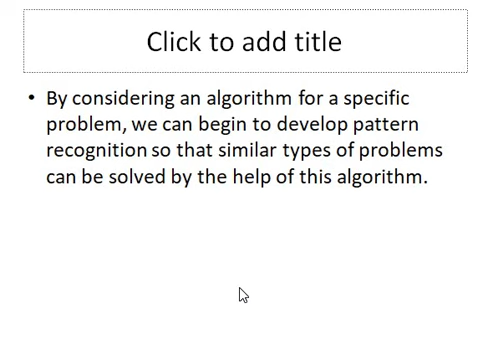 Click to add title
• By considering an algorithm for a specific
problem, we can begin to develop pattern
recognition so that similar types of problems
can be solved by the help of this algorithm.